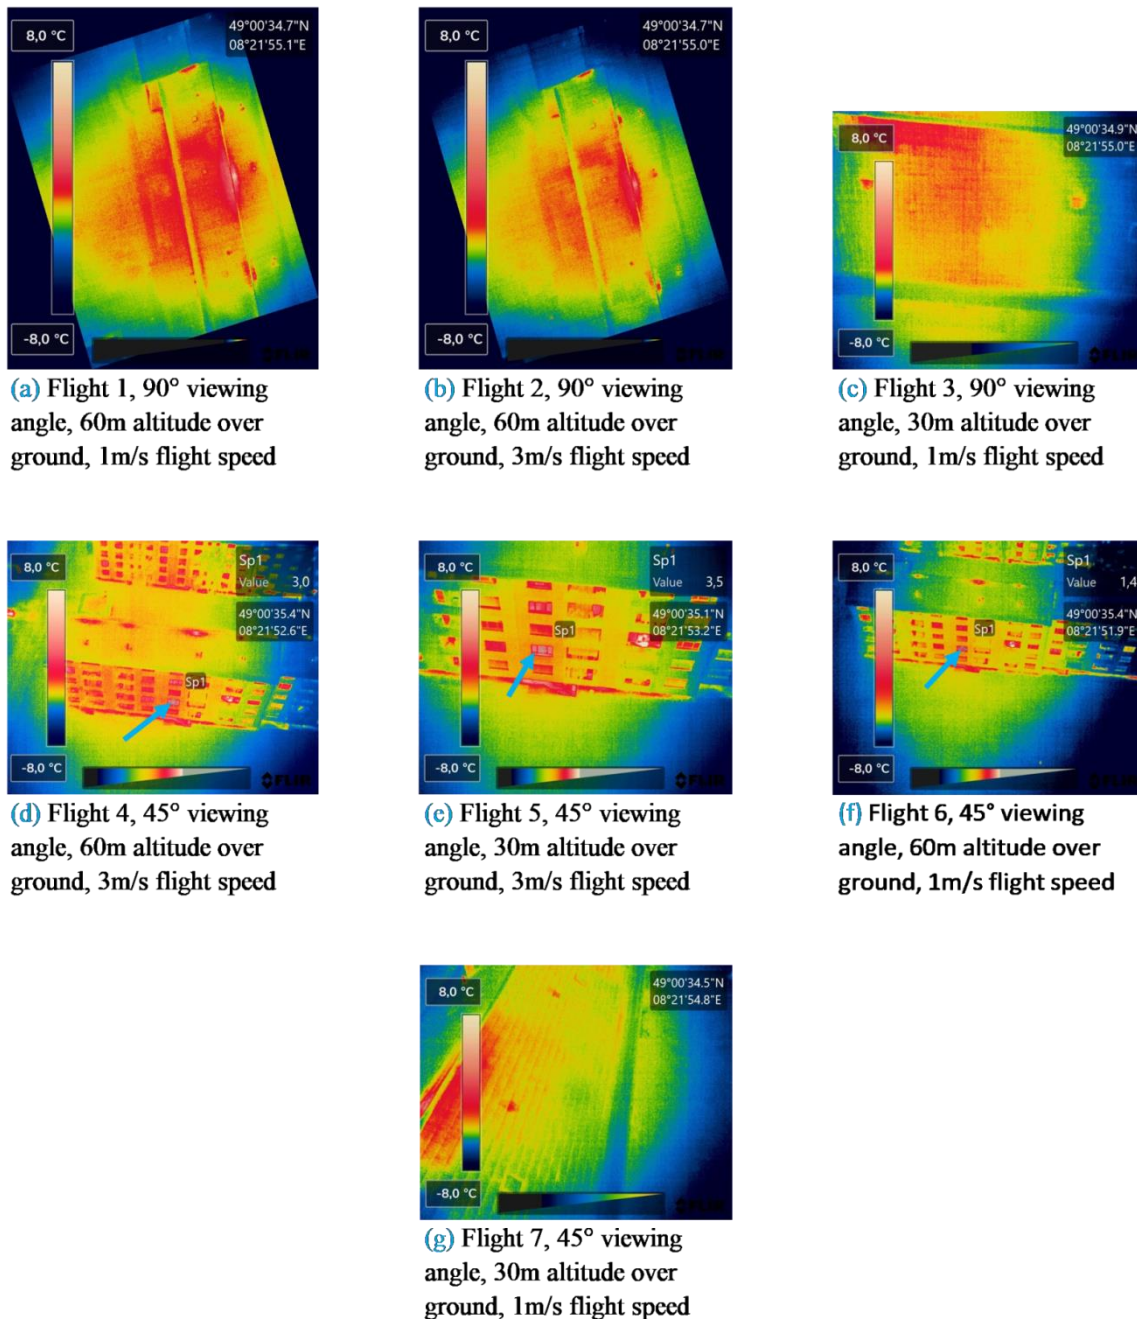 8,0 °C
49°00'34.7"N
08°21'55.1"E
-8,0 °C
FLIR
(a) Flight 1, 90° viewing
angle, 60m altitude over
ground, 1m/s flight speed
8,0 °C
49°00'34.7"N
08°21'55.0"E
-8,0 °C
FLIR
(b) Flight 2, 90° viewing
angle, 60m altitude over
ground, 3m/s flight speed
8,0 °C
49°00'34.9"N
08°21'55.0"E
-8,0 °C
FLIR
(c) Flight 3, 90° viewing
angle, 30m altitude over
ground, 1m/s flight speed
8,0 °C
Sp1
Value 3,0
49°00'35.4"N
08°21'52.6"E
Sp1
-8,0 °C
FLIR
(d) Flight 4, 45° viewing
angle, 60m altitude over
ground, 3m/s flight speed
8,0 °C
Sp1
Value 3,5
49°00'35.1"N
08°21'53.2"E
Sp1
-8,0 °C
FLIR
(e) Flight 5, 45° viewing
angle, 30m altitude over
ground, 3m/s flight speed
8,0 °C
Sp1
Value 1,4
49°00'35.4"N
08°21'51.9"E
Sp1
-8,0 °C
FLIR
(f) Flight 6, 45° viewing
angle, 60m altitude over
ground, 1m/s flight speed
8,0 °C
49°00'34.5"N
08°21'54.8"E
-8,0 °C
FLIR
(g) Flight 7, 45° viewing
angle, 30m altitude over
ground, 1m/s flight speed